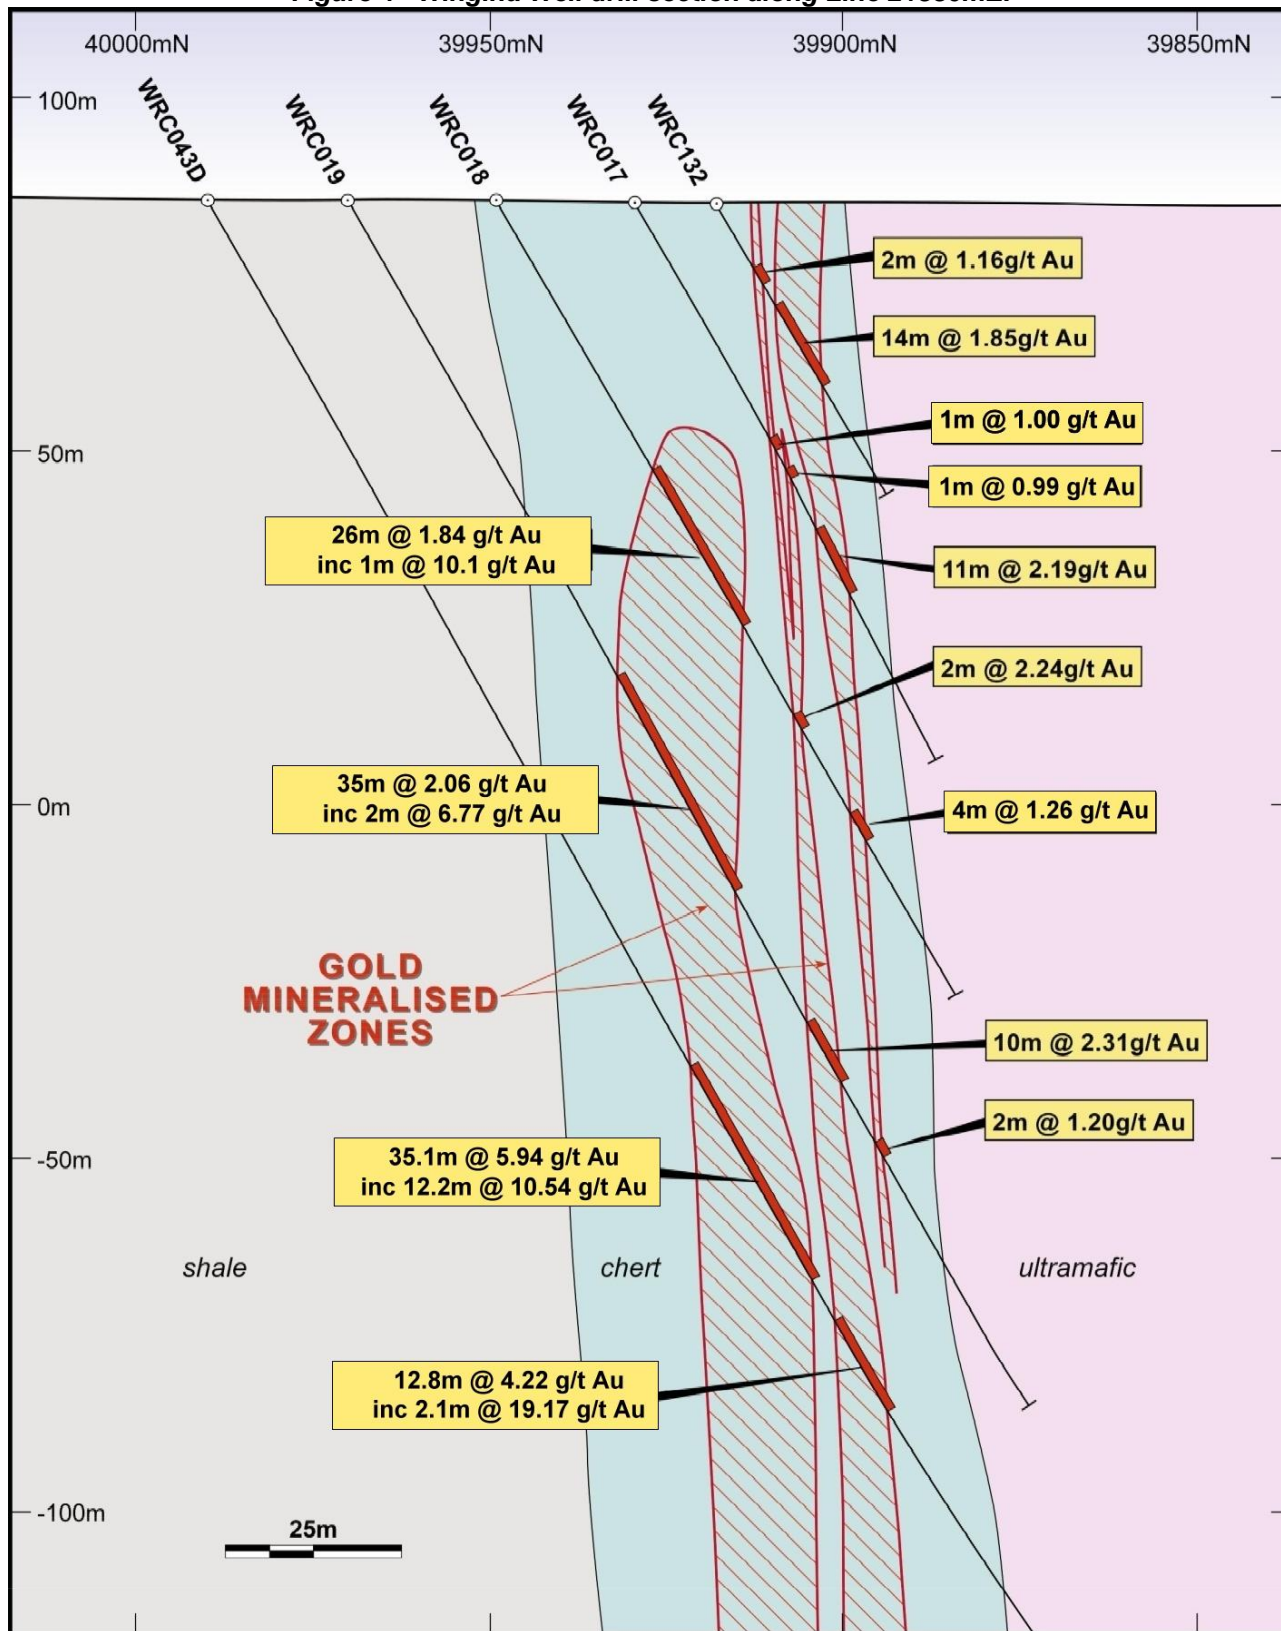 40000mN
39950mN
39900mN
39850mN
100m
WRC043D
WRC019
WRC018
WRC017
WRC132
2m @ 1.16g/t Au
14m @ 1.85g/t Au
1m @ 1.00 g/t Au
50m
1m @ 0.99 g/t Au
26m @ 1.84 g/t Au
inc 1m @ 10.1 g/t Au
11m @ 2.19g/t Au
2m @ 2.24g/t Au
35m @ 2.06 g/t Au
inc 2m @ 6.77 g/t Au
0m
4m @ 1.26 g/t Au
GOLD
MINERALISED
ZONES
10m @ 2.31g/t Au
2m @ 1.20g/t Au
-50m
35.1m @ 5.94 g/t Au
inc 12.2m @ 10.54 g/t Au
shale
chert
ultramafic
12.8m @ 4.22 g/t Au
inc 2.1m @ 19.17 g/t Au
-100m
25m